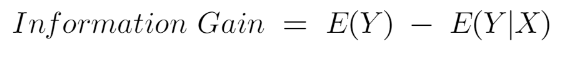 Information Gain = E(Y) − E(Y|X)